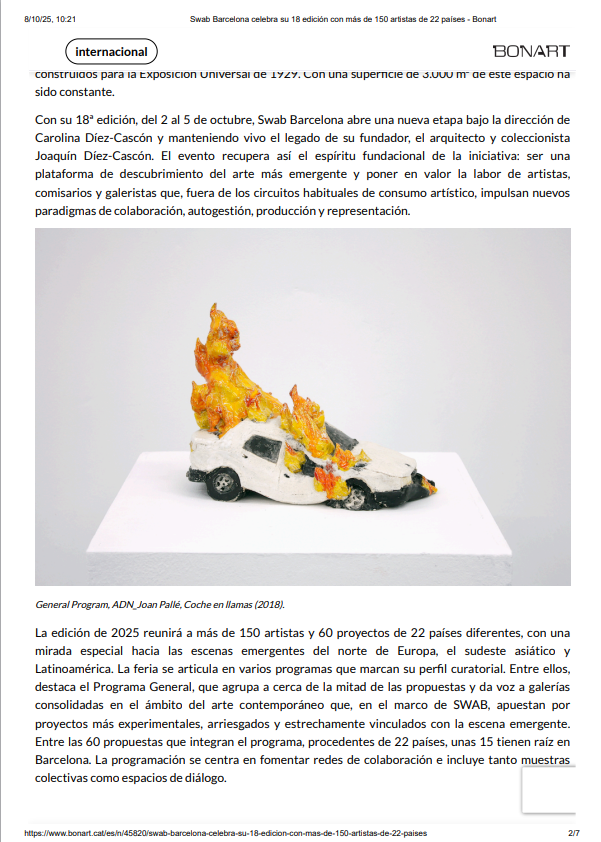 8/10/25, 10:21
Swab Barcelona celebra su 18 edición con más de 150 artistas de 22 países - Bonart
internacional
BONART
construidos para la Exposición Universal de 1929. Con una superficie de 3.000 m² de este espacio ha
sido constante.
Con su 18ª edición, del 2 al 5 de octubre, Swab Barcelona abre una nueva etapa bajo la dirección de
Carolina Díez-Cascón y manteniendo vivo el legado de su fundador, el arquitecto y coleccionista
Joaquín Díez-Cascón. El evento recupera así el espíritu fundacional de la iniciativa: ser una
plataforma de descubrimiento del arte más emergente y poner en valor la labor de artistas,
comisarios y galeristas que, fuera de los circuitos habituales de consumo artístico, impulsan nuevos
paradigmas de colaboración, autogestión, producción y representación.
General Program, ADN_Joan Pallé, Coche en llamas (2018).
La edición de 2025 reunirá a más de 150 artistas y 60 proyectos de 22 países diferentes, con una
mirada especial hacia las escenas emergentes del norte de Europa, el sudeste asiático y
Latinoamérica. La feria se articula en varios programas que marcan su perfil curatorial. Entre ellos,
destaca el Programa General, que agrupa a cerca de la mitad de las propuestas y da voz a galerías
consolidadas en el ámbito del arte contemporáneo que, en el marco de SWAB, apuestan por
proyectos más experimentales, arriesgados y estrechamente vinculados con la escena emergente.
Entre las 60 propuestas que integran el programa, procedentes de 22 países, unas 15 tienen raíz en
Barcelona. La programación se centra en fomentar redes de colaboración e incluye tanto muestras
colectivas como espacios de diálogo.
https://www.bonart.cat/es/n/45820/swab-barcelona-celebra-su-18-edicion-con-mas-de-150-artistas-de-22-paises
2/7